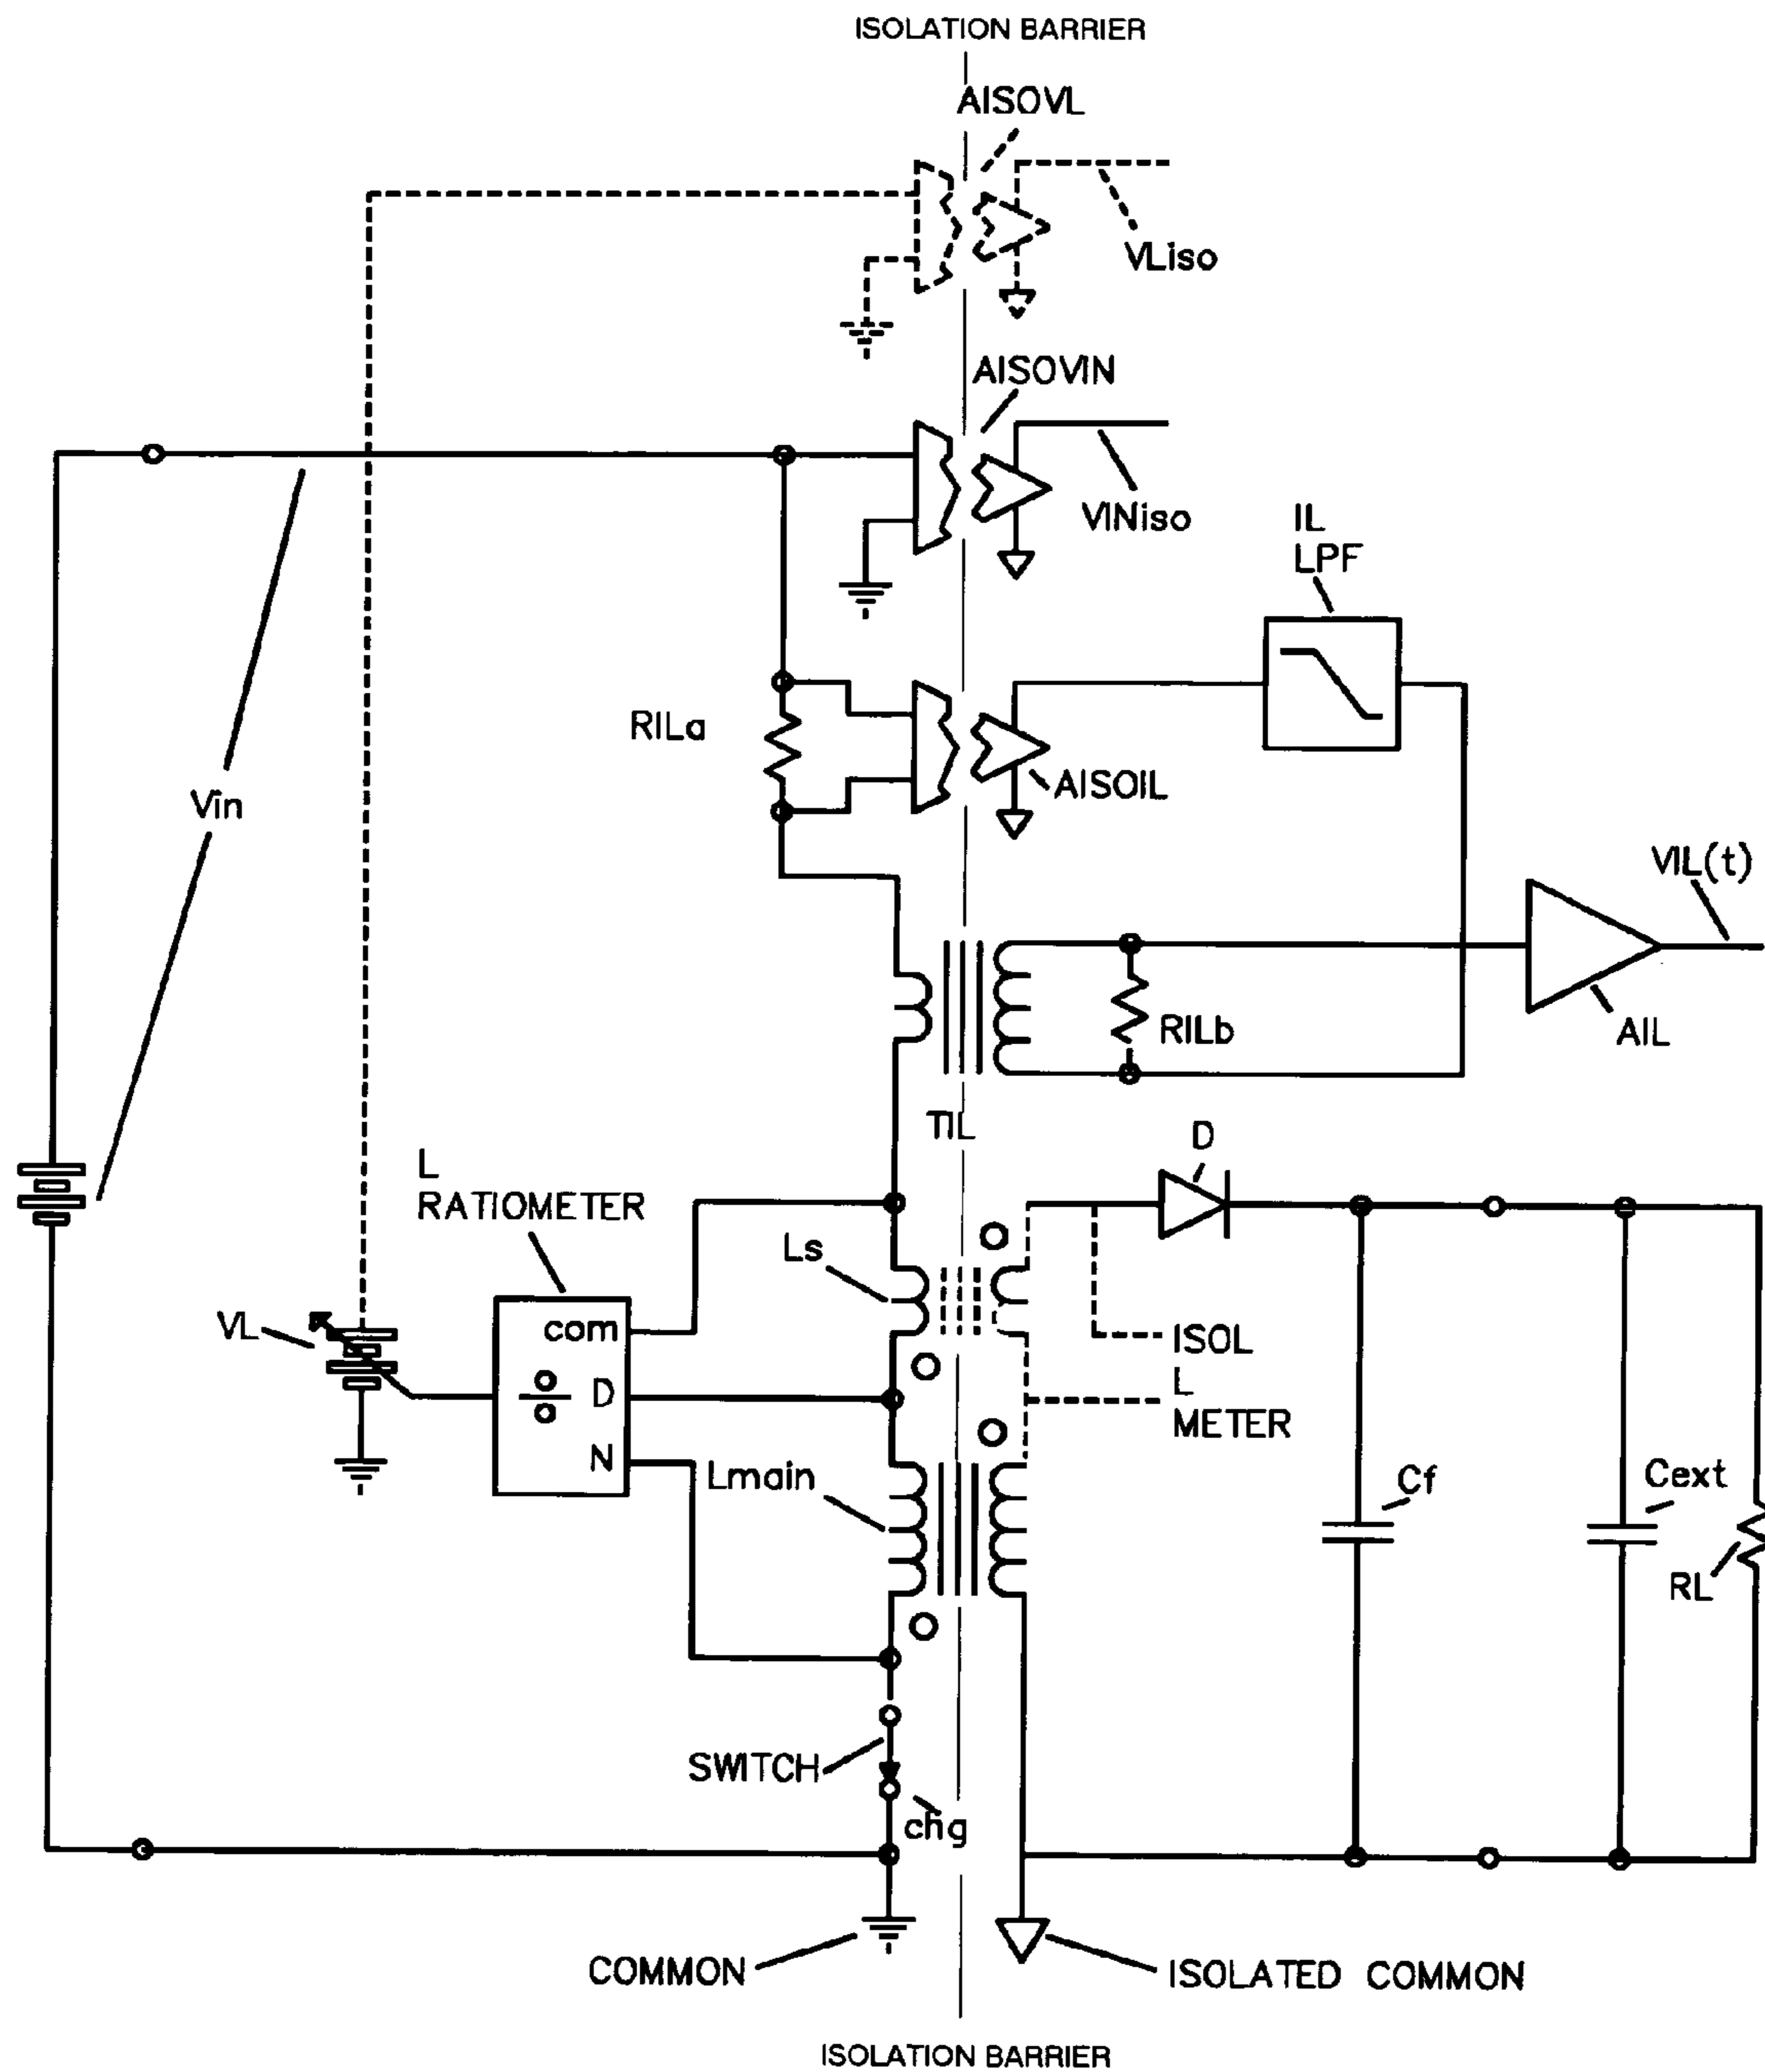 ISOLATION BARRIER
AISOVL
VLiso
AISOVIN
VINiso
IL
LPF
RILa
AISOIL
Vin
VIL(t)
RILb
AIL
TIL
D
L
RATIOMETER
Ls
VL
com
D
N
ISOL
L
METER
Lmain
Cf
Cext
RL
SWITCH
chg
COMMON
ISOLATED COMMON
ISOLATION BARRIER